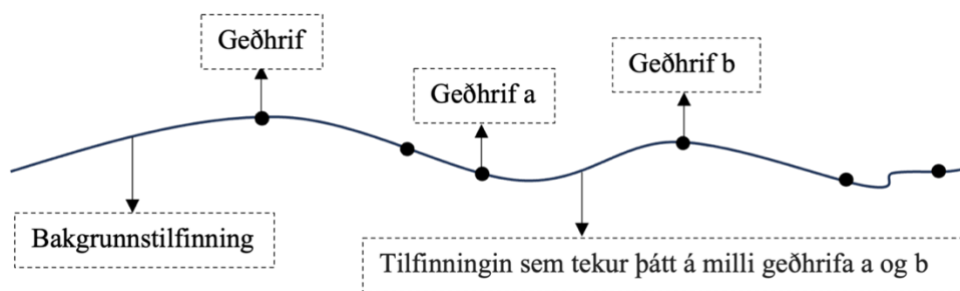 Geðhrif
Geðhrif a
Geðhrif b
Bakgrunnstilfinning
Tilfinningin sem tekur þátt á milli geðhrifa a og b